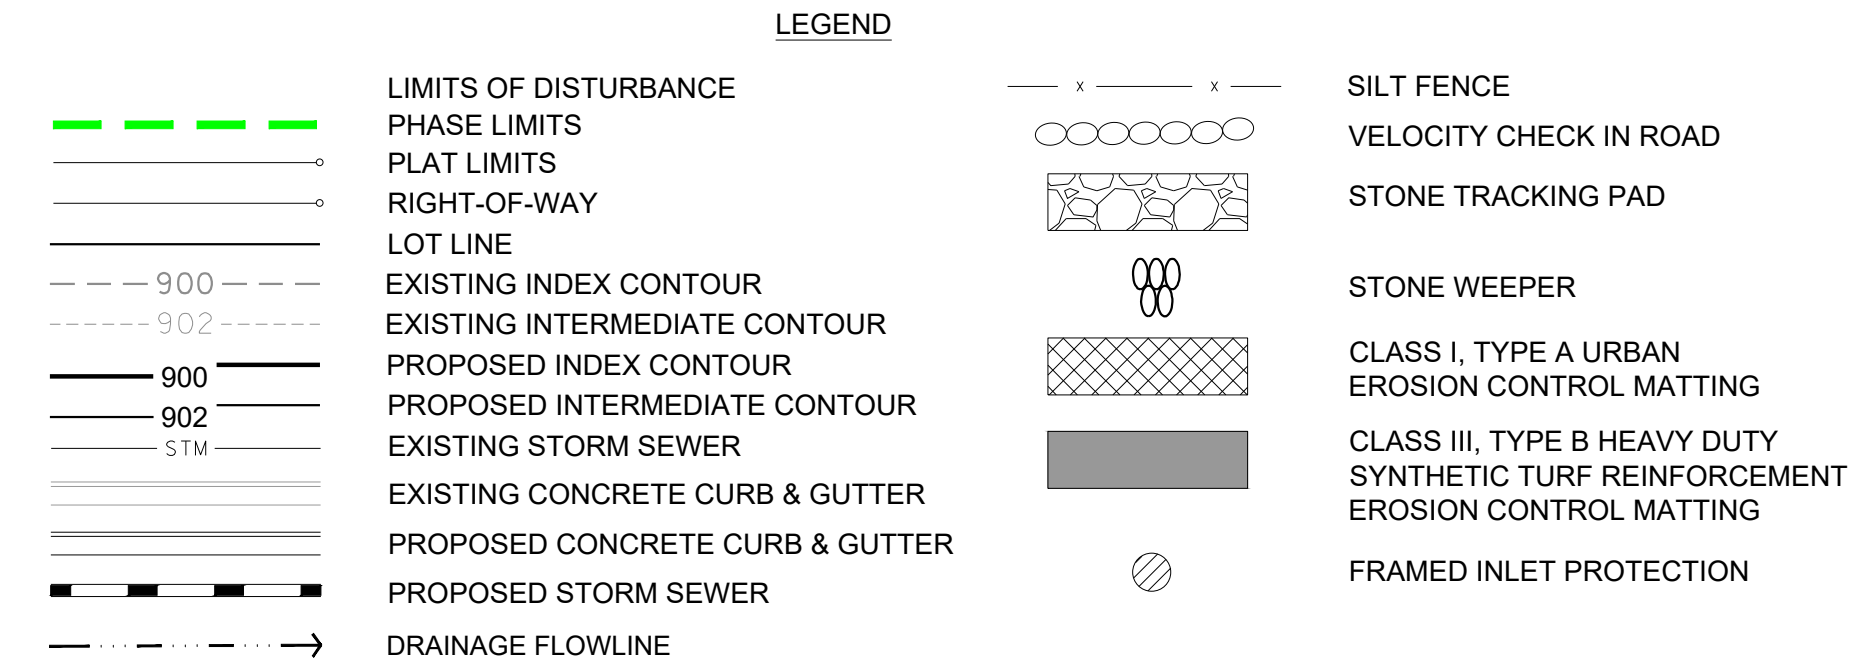 LEGEND
LIMITS OF DISTURBANCE
PHASE LIMITS
PLAT LIMITS
RIGHT-OF-WAY
LOT LINE
900 EXISTING INDEX CONTOUR
902 EXISTING INTERMEDIATE CONTOUR
900 PROPOSED INDEX CONTOUR
902 PROPOSED INTERMEDIATE CONTOUR
STM EXISTING STORM SEWER
EXISTING CONCRETE CURB & GUTTER
PROPOSED CONCRETE CURB & GUTTER
PROPOSED STORM SEWER
DRAINAGE FLOWLINE
x x SILT FENCE
VELOCITY CHECK IN ROAD
STONE TRACKING PAD
STONE WEEPER
CLASS I, TYPE A URBAN
EROSION CONTROL MATTING
CLASS III, TYPE B HEAVY DUTY
SYNTHETIC TURF REINFORCEMENT
EROSION CONTROL MATTING
FRAMED INLET PROTECTION